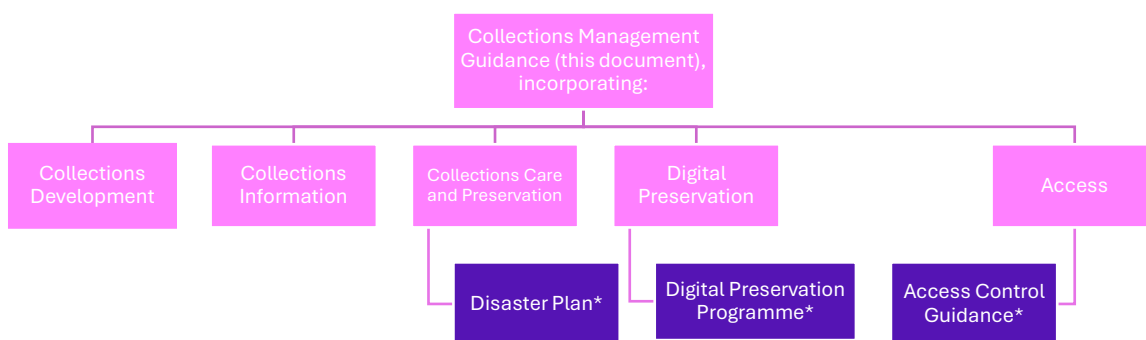 Collections Management
Guidance (this document),
incorporating:
Collections
Development
Collections
Information
Collections Care
and Preservation
Digital
Preservation
Access
Disaster Plan*
Digital Preservation
Programme*
Access Control
Guidance*